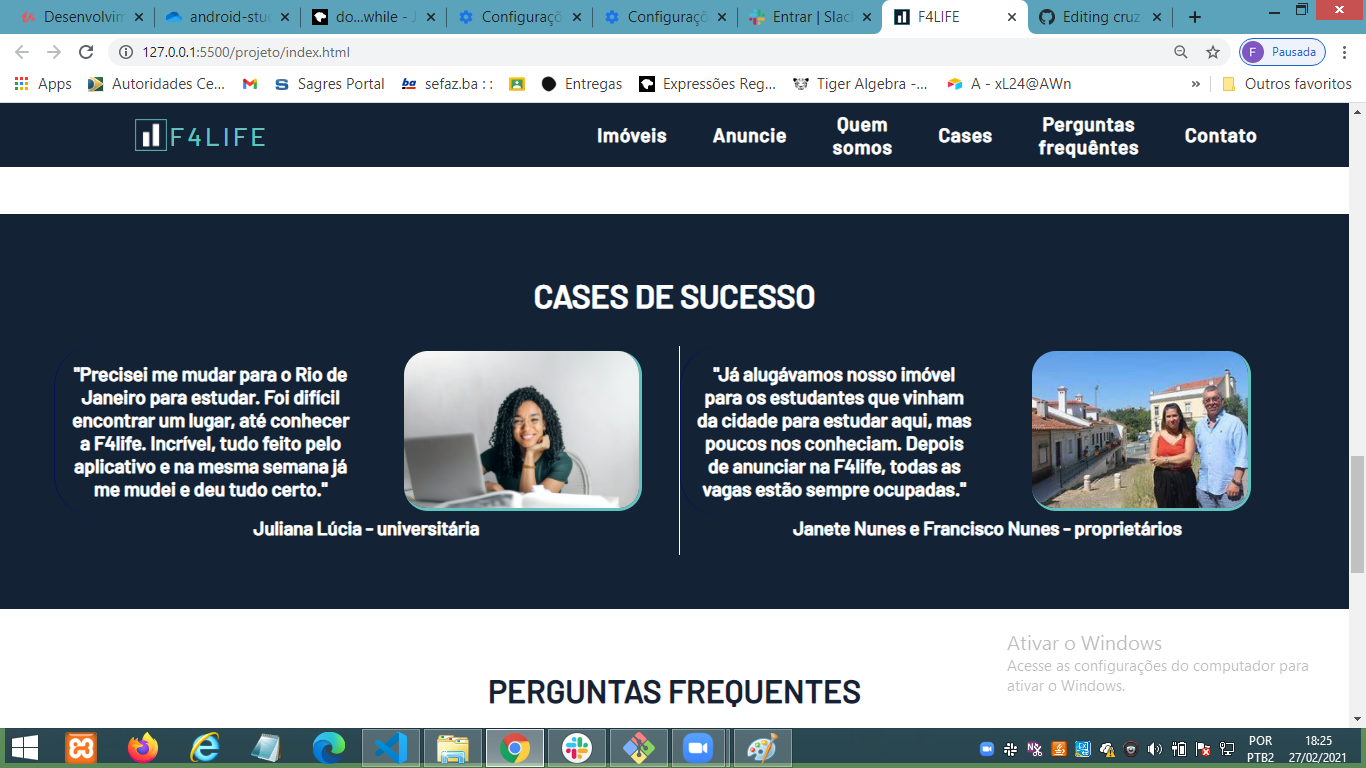 Desenvolvim
android-stud
do...while - J
Configuraçõ
Configuraçõ
Entrar | Slack
F4LIFE
Editing cruz
127.0.0.1:5500/projeto/index.html
F
Pausada
Apps
Autoridades Ce...
Sagres Portal
ba
sefaz.ba : :
Entregas
Expressões Reg...
Tiger Algebra -...
A - xL24@AWn
»
Outros favoritos
F4LIFE
Imóveis
Anuncie
Quem
somos
Cases
Perguntas
frequêntes
Contato
CASES DE SUCESSO
"Precisei me mudar para o Rio de
Janeiro para estudar. Foi difícil
encontrar um lugar, até conhecer
a F4life. Incrível, tudo feito pelo
aplicativo e na mesma semana já
me mudei e deu tudo certo."
Juliana Lúcia - universitária
"Já alugávamos nosso imóvel
para os estudantes que vinham
da cidade para estudar aqui, mas
poucos nos conheciam. Depois
de anunciar na F4life, todas as
vagas estão sempre ocupadas."
Janete Nunes e Francisco Nunes - proprietários
Ativar o Windows
Acesse as configurações do computador para
ativar o Windows.
PERGUNTAS FREQUENTES
POR
PTB2
18:25
27/02/2021